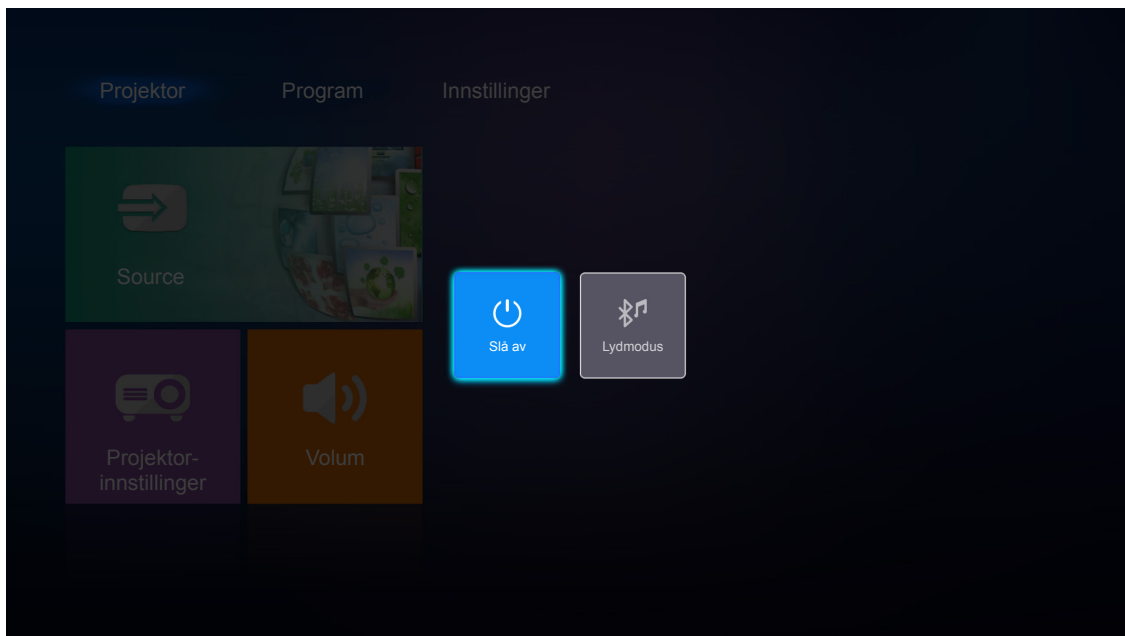 Projektor Program Innstillinger
Source
Slå av Lydmodus
Projektor-
innstillinger
Volum